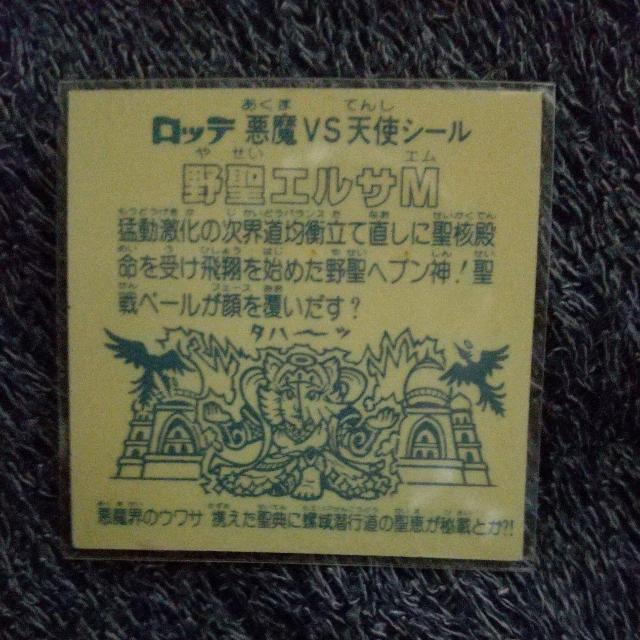 ロッテ 悪魔VS天使シール
野聖エルサM
猛動激化の次界道均衡立て直しに聖核殿
命を受け飛翔を始めた野聖ヘブン神!聖
戦ベールが顔を覆いだす?
タハーッ
悪魔界のウワサ 甦えた聖典に螺城潜行道の聖恵が秘載とか?!